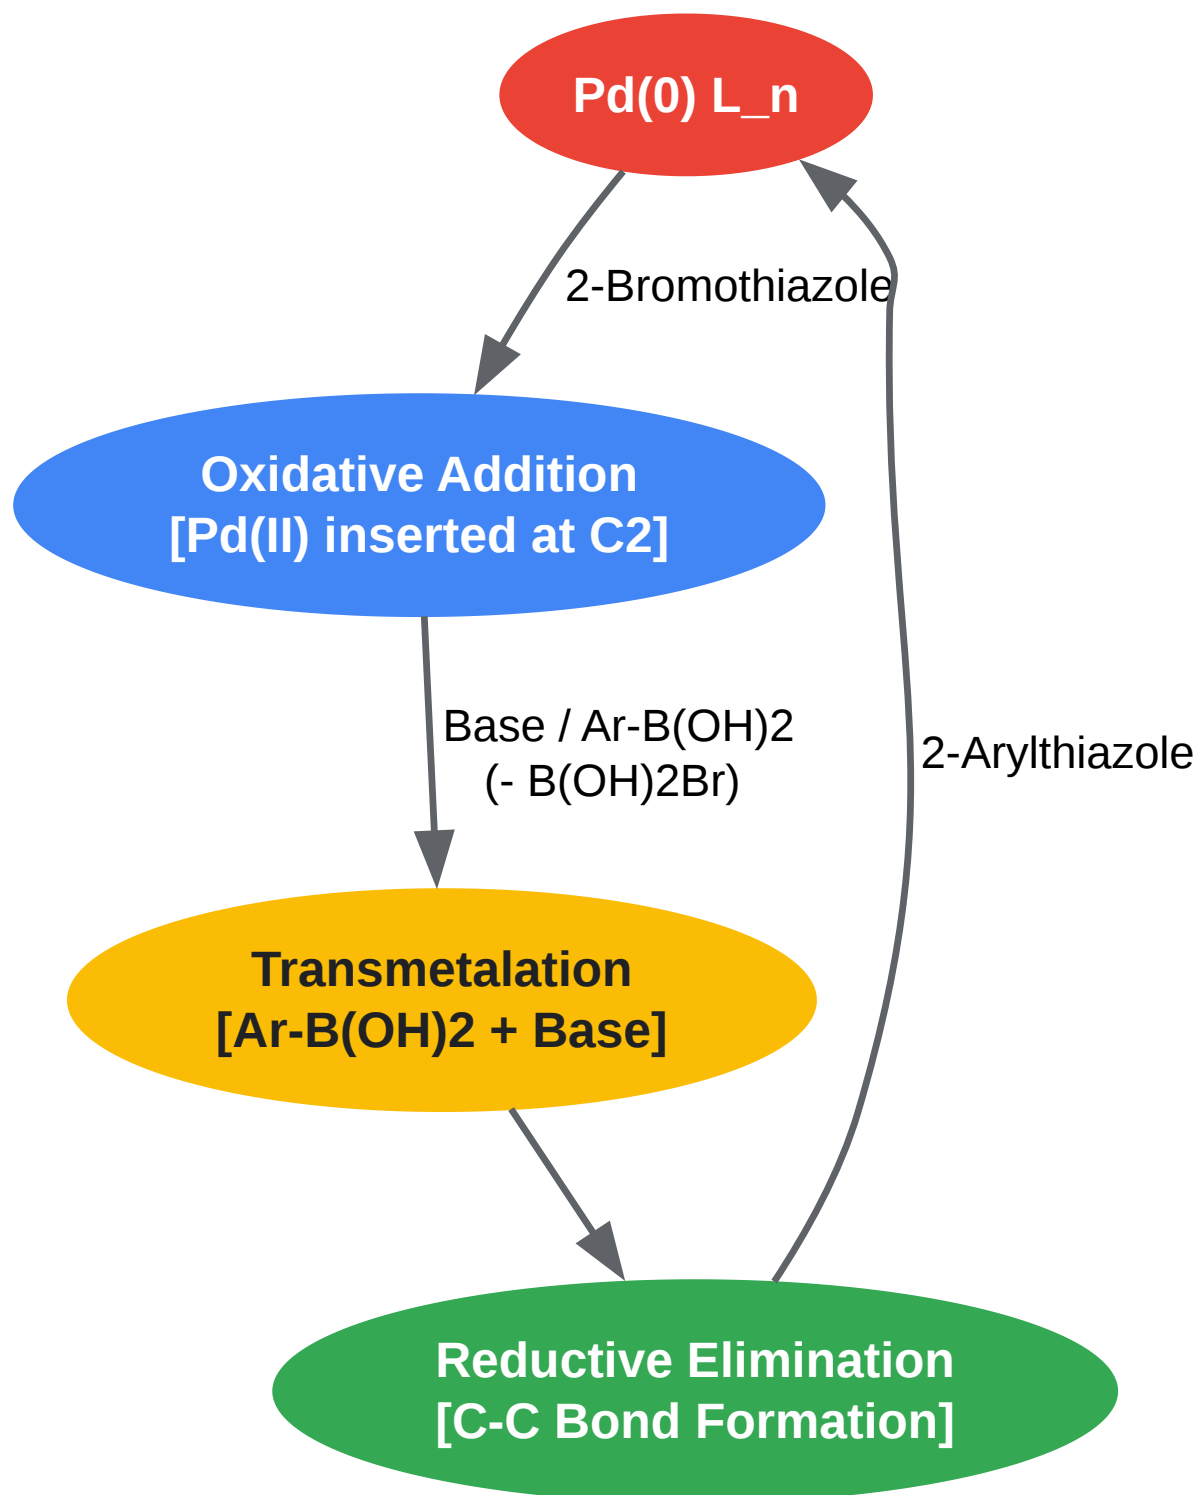 Pd(0) L_n
2-Bromothiazole
Oxidative Addition
[Pd(II) inserted at C2]
Base / Ar-B(OH)2
(- B(OH)2Br)
2-Arylthiazole
Transmetalation
[Ar-B(OH)2 + Base]
Reductive Elimination
[C-C Bond Formation]